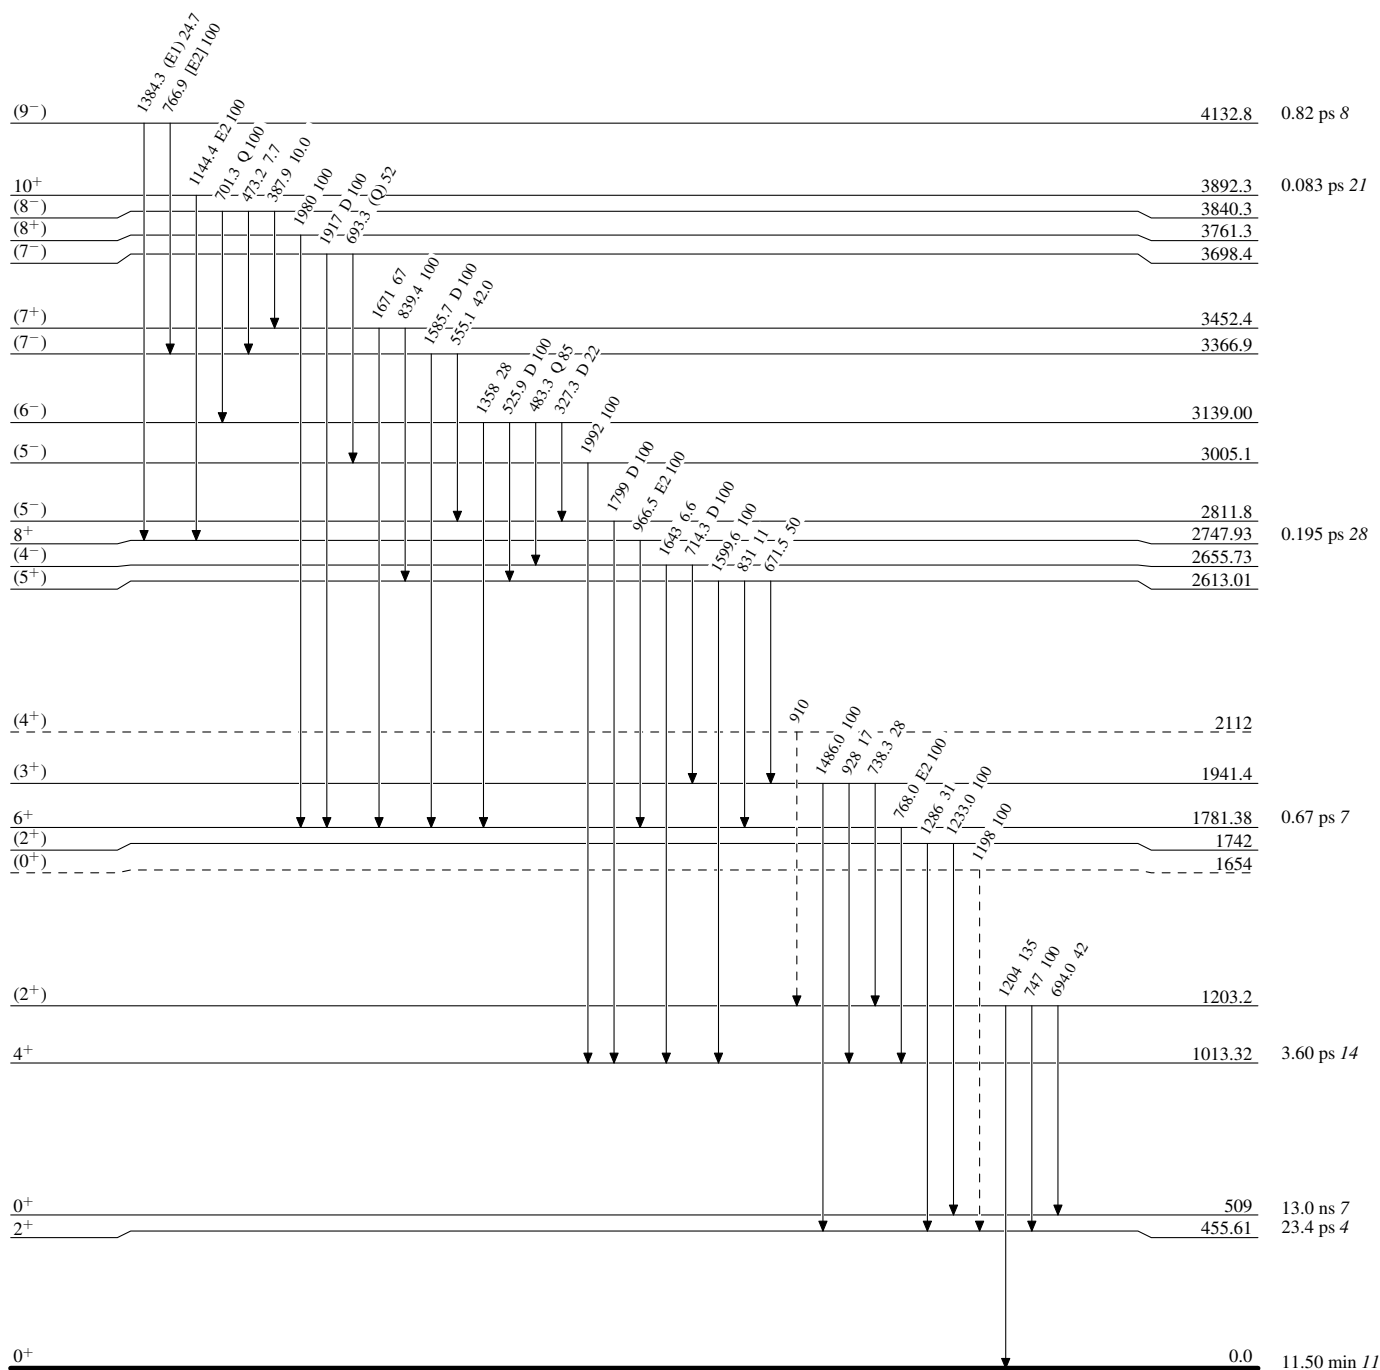 1384.3 (E1) 24.7
766.9 [E2] 100
(9⁻) 4132.8 0.82 ps 8
1144.4 E2 100
10⁺ 3892.3 0.083 ps 21
701.3 Q 100
473.2 7.7
387.9 10.0
(8⁻) 3840.3
1980 100
(8⁺) 3761.3
1917 D 100
693.3 (Q) 52
(7⁻) 3698.4
1671 67
839.4 100
(7⁺) 3452.4
1585.7 D 100
555.1 42.0
(7⁻) 3366.9
1358 28
525.9 D 100
483.3 Q 85
327.3 D 22
(6⁻) 3139.00
1992 100
(5⁻) 3005.1
1799 D 100
(5⁻) 2811.8
966.5 E2 100
8⁺ 2747.93 0.195 ps 28
1643 6.6
714.3 D 100
(4⁻) 2655.73
1599.6 100
831 11
671.5 50
(5⁺) 2613.01
910
(4⁺) 2112
1486.0 100
928 17
738.3 28
(3⁺) 1941.4
768.0 E2 100
6⁺ 1781.38 0.67 ps 7
1286 31
1233.0 100
(2⁺) 1742
1198 100
(0⁺) 1654
1204 135
747 100
694.0 42
(2⁺) 1203.2
4⁺ 1013.32 3.60 ps 14
0⁺ 509 13.0 ns 7
2⁺ 455.61 23.4 ps 4
0⁺ 0.0 11.50 min 11